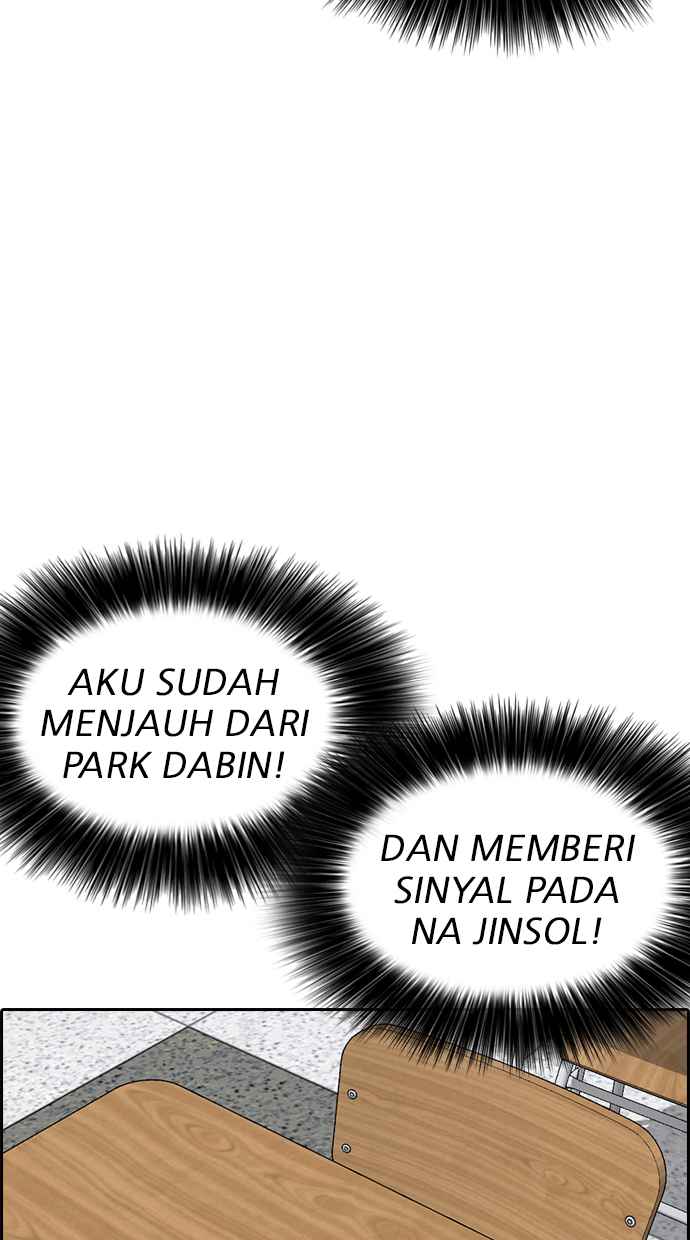 AKU SUDAH
MENJAUH DARI
PARK DABIN!
DAN MEMBERI
SINYAL PADA
NA JINSOL!